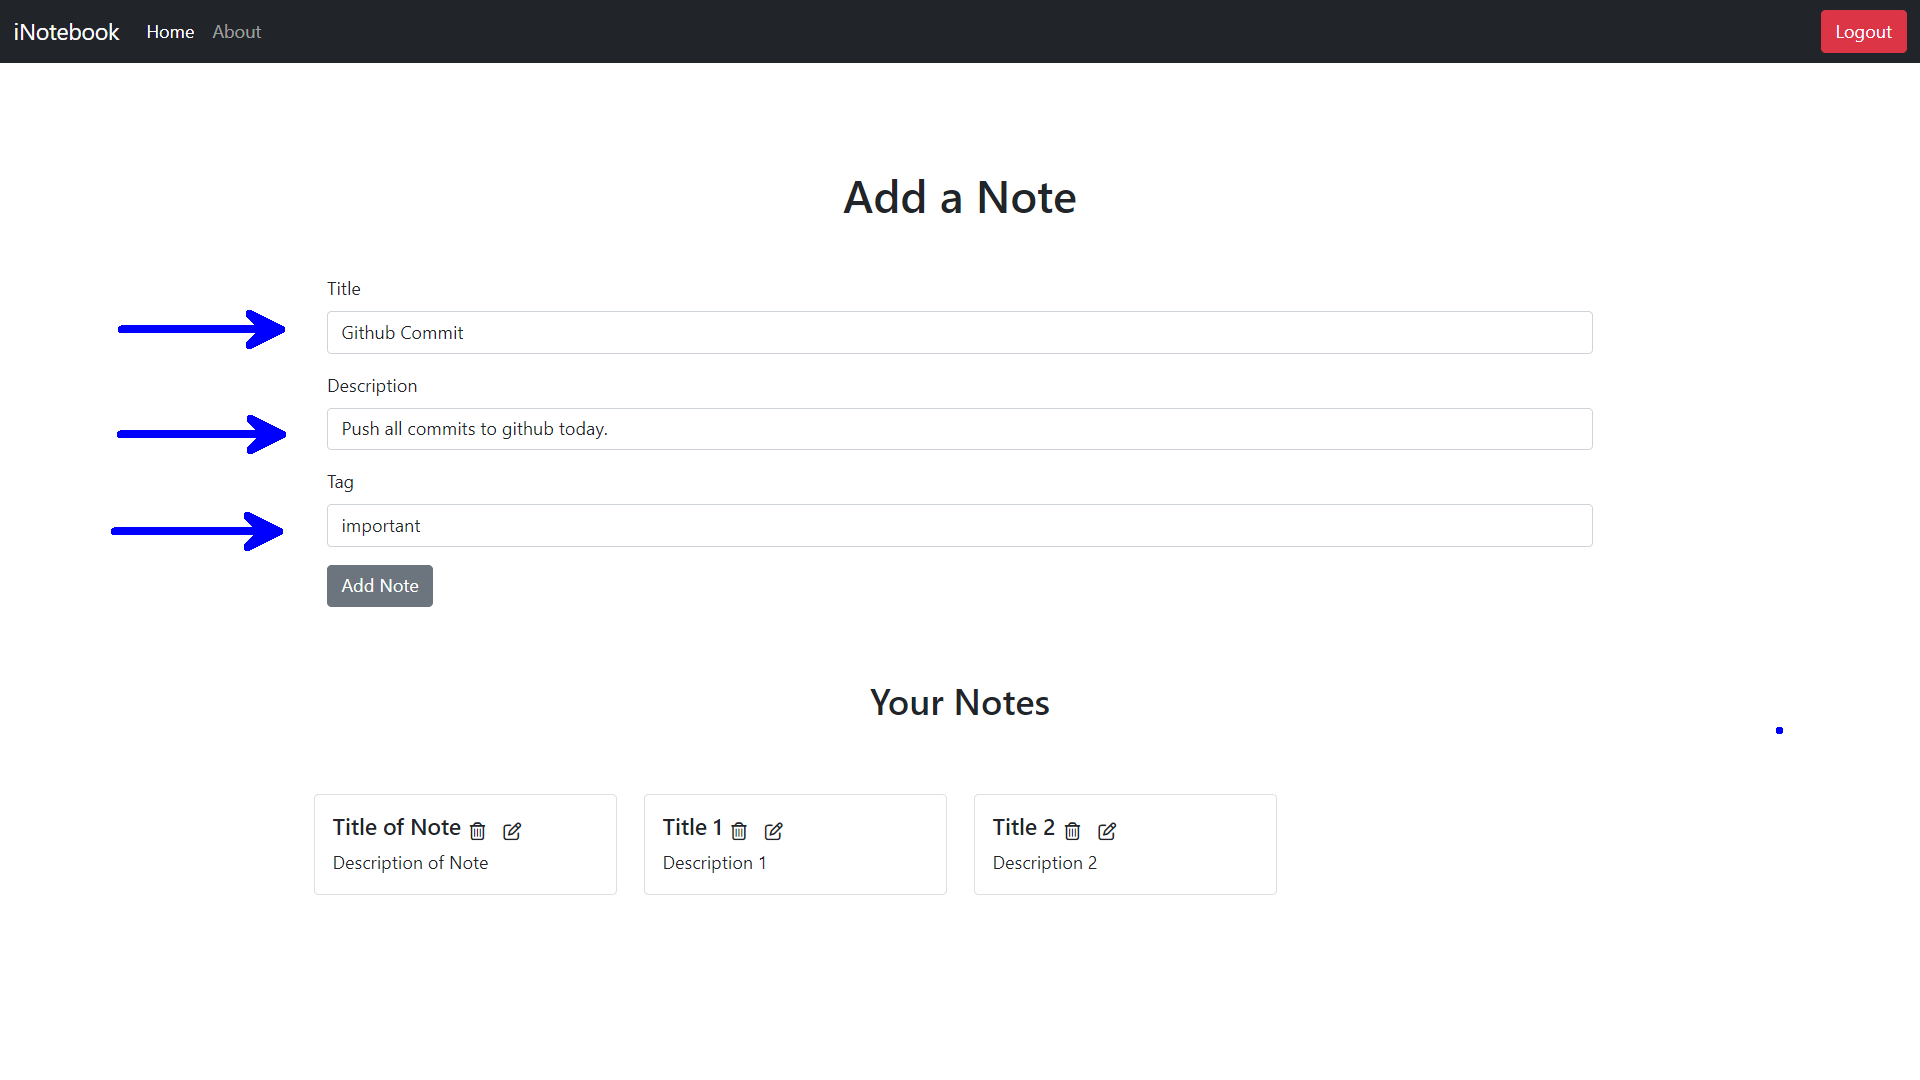 iNotebook Home About Logout
Add a Note
Title
Github Commit
Description
Push all commits to github today.
Tag
important
Add Note
Your Notes
Title of Note
Description of Note
Title 1
Description 1
Title 2
Description 2